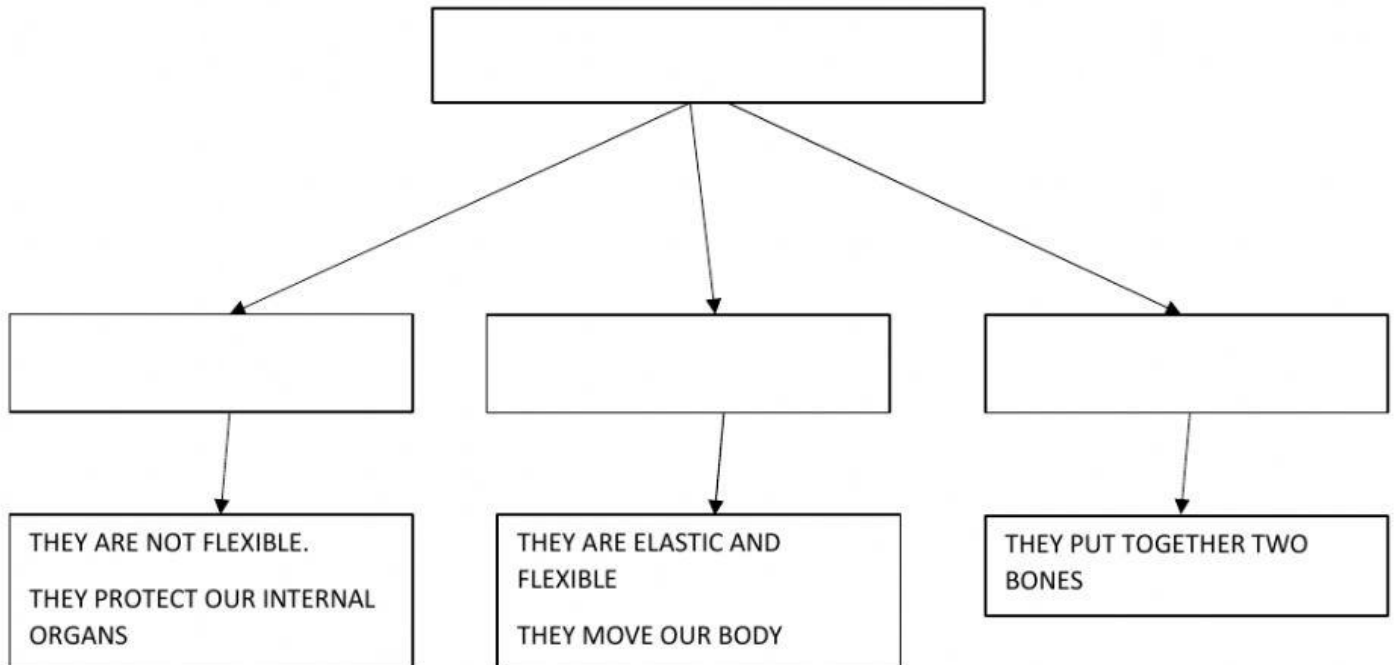 THEY ARE NOT FLEXIBLE.
THEY PROTECT OUR INTERNAL
ORGANS
THEY ARE ELASTIC AND
FLEXIBLE
THEY MOVE OUR BODY
THEY PUT TOGETHER TWO
BONES